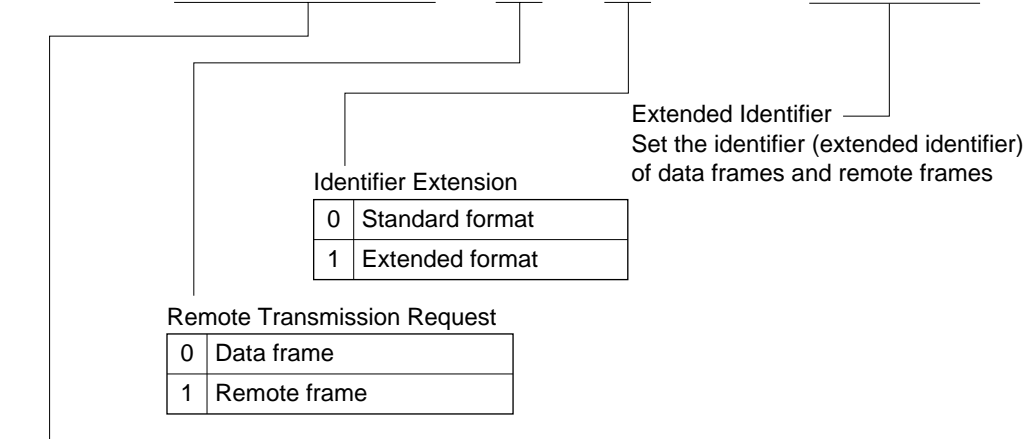 Extended Identifier
Set the identifier (extended identifier)
of data frames and remote frames
Identifier Extension
0 Standard format
1 Extended format
Remote Transmission Request
0 Data frame
1 Remote frame